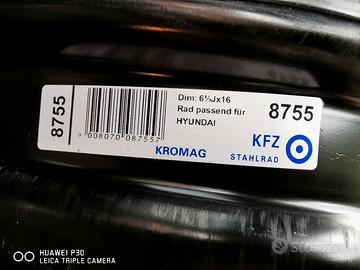 8755
Dim: 6½Jx16
Rad passend für
HYUNDAI
8755
9 008070 087557
KROMAG
KFZ
STAHLRAD
HUAWEI P30
LEICA TRIPLE CAMERA